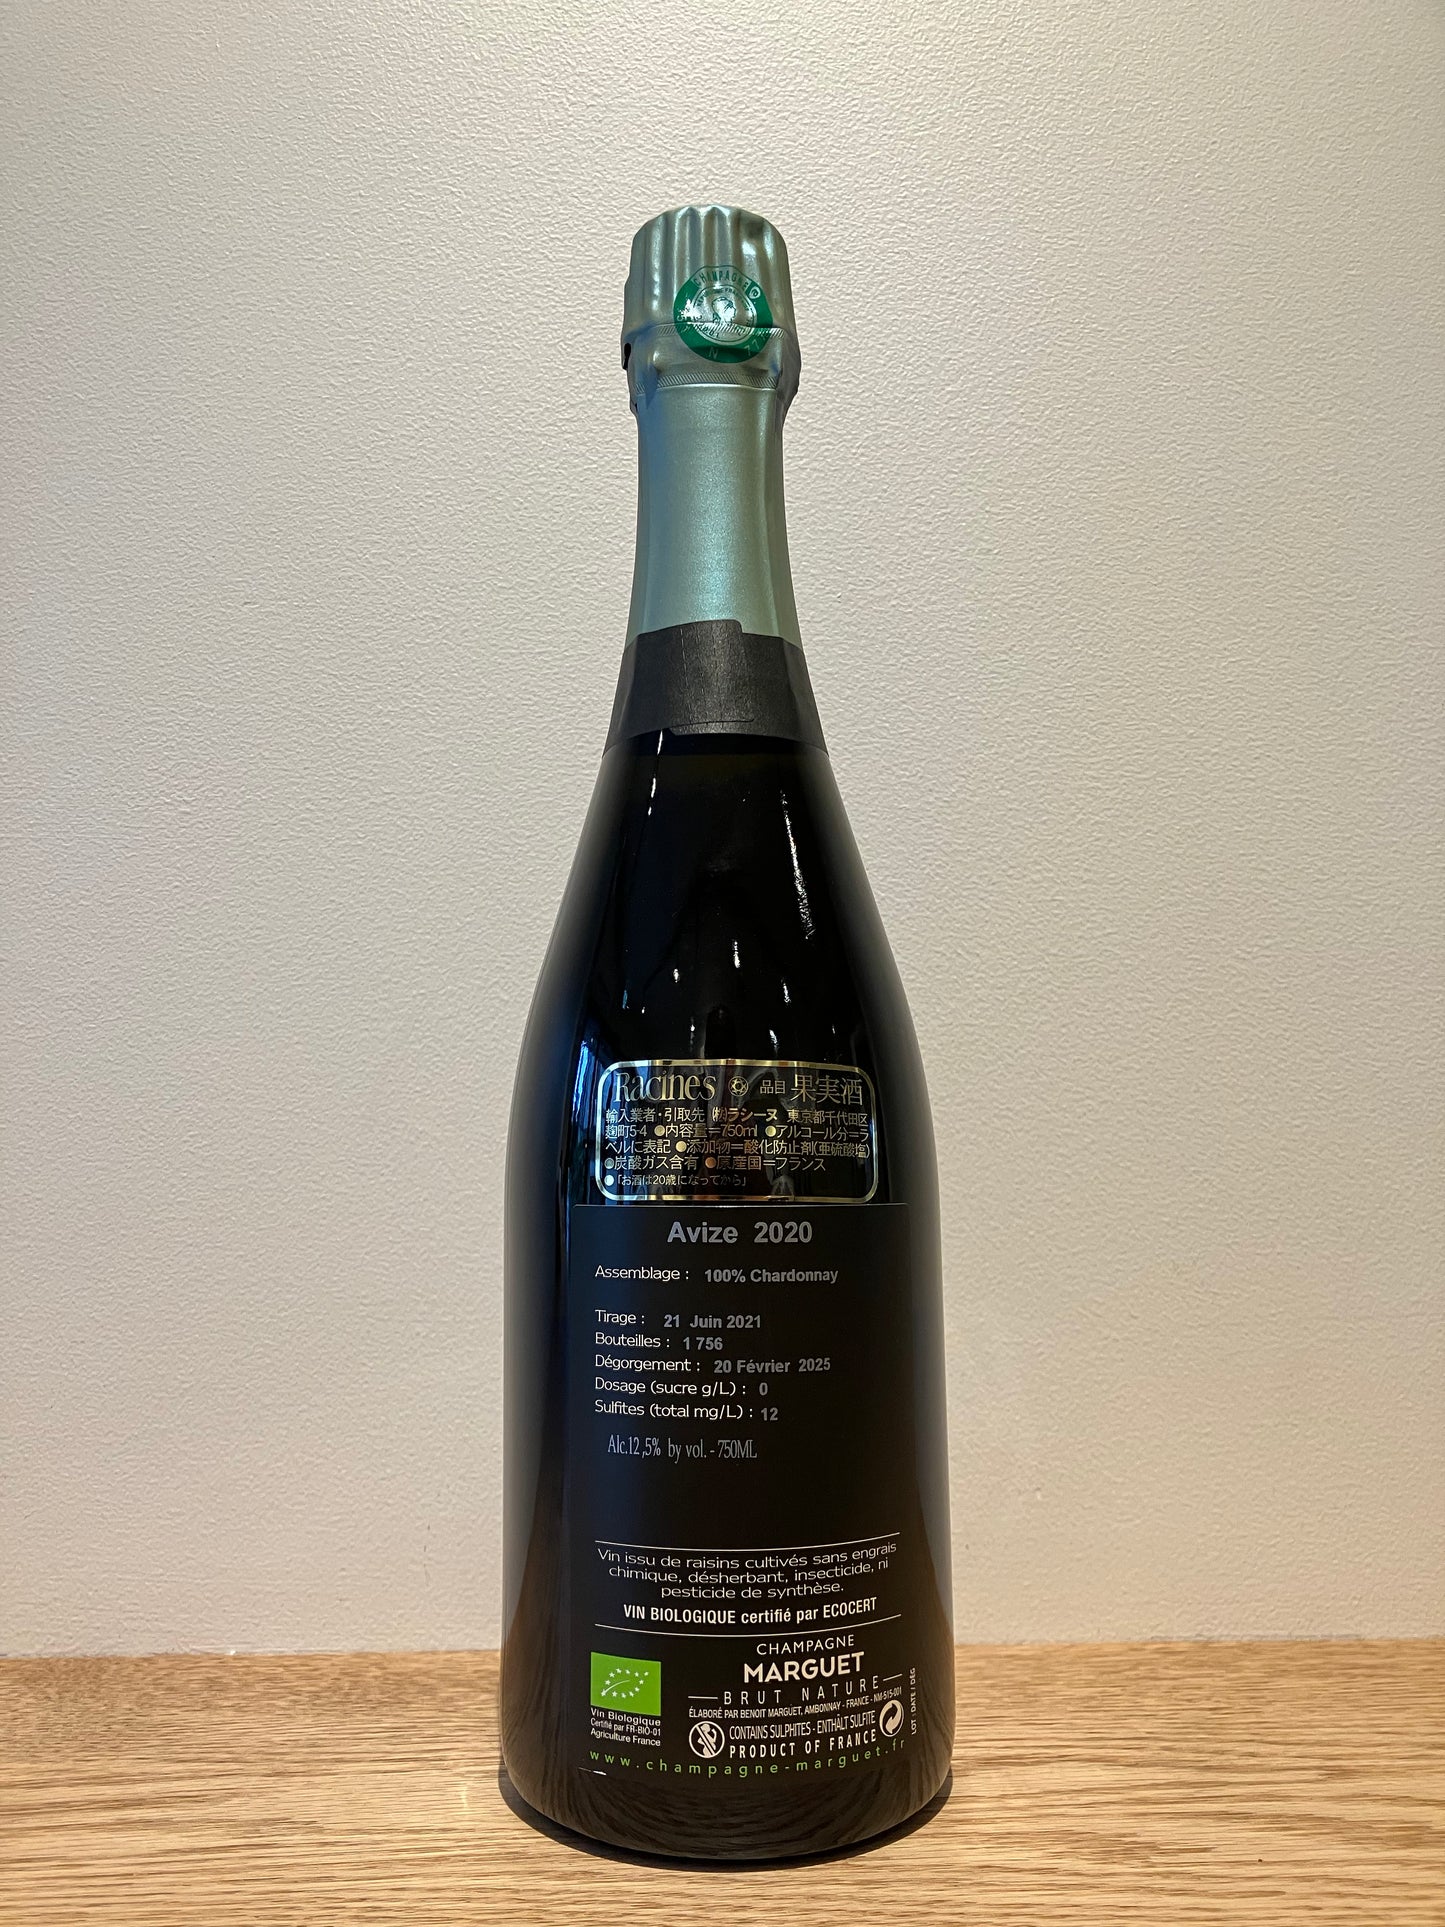 CHAMPAGNE
N 77
Racines 品目 果実酒
輸入業者・引取先 ㈱ラシーヌ 東京都千代田区
麹町5-4 ●内容量=750ml ●アルコール分=ラ
ベルに表記 ●添加物=酸化防止剤(亜硫酸塩)
●炭酸ガス含有 ●原産国=フランス
●「お酒は20歳になってから」
Avize 2020
Assemblage : 100% Chardonnay
Tirage : 21 Juin 2021
Bouteilles : 1 756
Dégorgement : 20 Février 2025
Dosage (sucre g/L) : 0
Sulfites (total mg/L) : 12
Alc.12,5% by vol. - 750ML
Vin issu de raisins cultivés sans engrais
chimique, désherbant, insecticide, ni
pesticide de synthèse.
VIN BIOLOGIQUE certifié par ECOCERT
CHAMPAGNE
MARGUET
BRUT NATURE
ÉLABORÉ PAR BENOIT MARGUET, AMBONNAY - FRANCE - NM-515-001
CONTAINS SULPHITES - ENTHÄLT SULFITE
PRODUCT OF FRANCE
LOT : DATE / DÉG
Vin Biologique
Certifié par FR-BIO-01
Agriculture France
www.champagne-marguet.fr